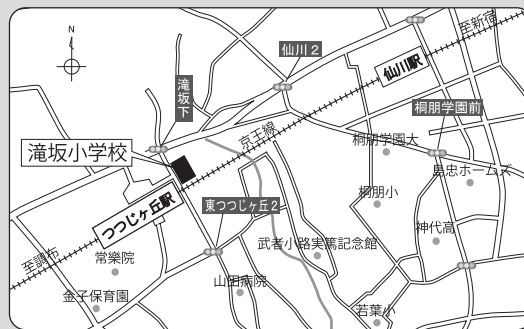 N
至新宿
仙川2
仙川駅
滝坂下
桐朋学園前
京王線
桐朋学園大
滝坂小学校
島忠ホームズ
桐朋小
つつじヶ丘駅
東つつじヶ丘2
神代高
武者小路実篤記念館
至調布
常樂院
山田病院
金子保育園
若葉小